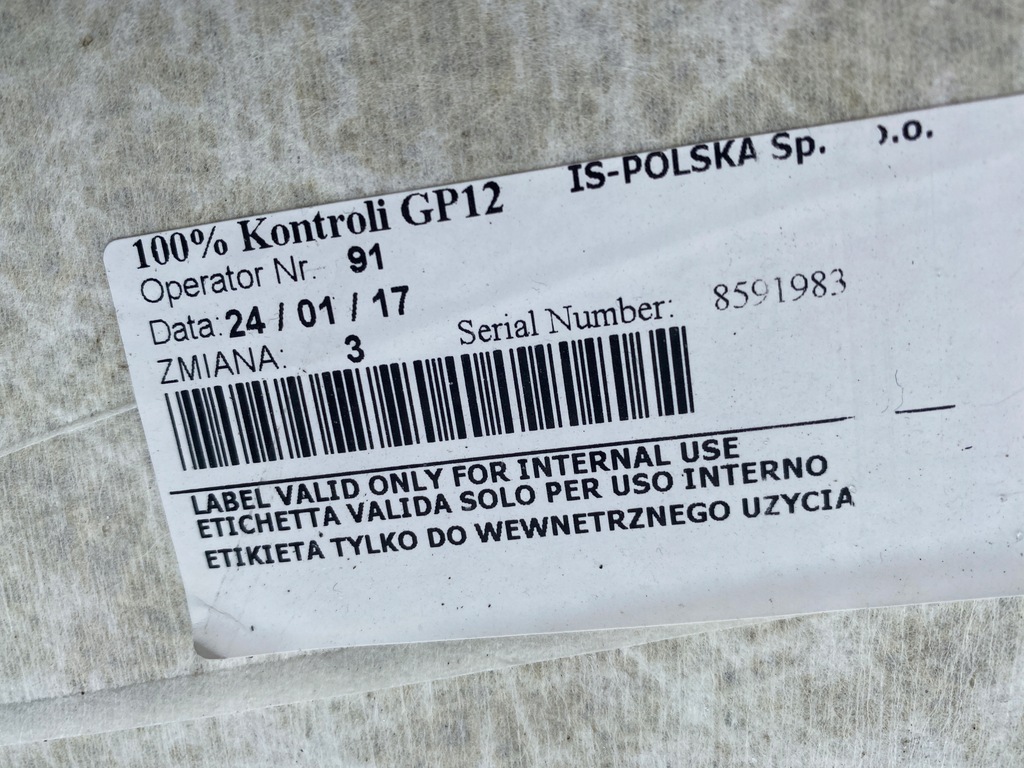 100% Kontroli GP12 IS-POLSKA Sp. .o.
Operator Nr. 91
Data: 24 / 01 / 17
ZMIANA: 3 Serial Number: 8591983
LABEL VALID ONLY FOR INTERNAL USE
ETICHETTA VALIDA SOLO PER USO INTERNO
ETIKIETA TYLKO DO WEWNETRZNEGO UZYCIA